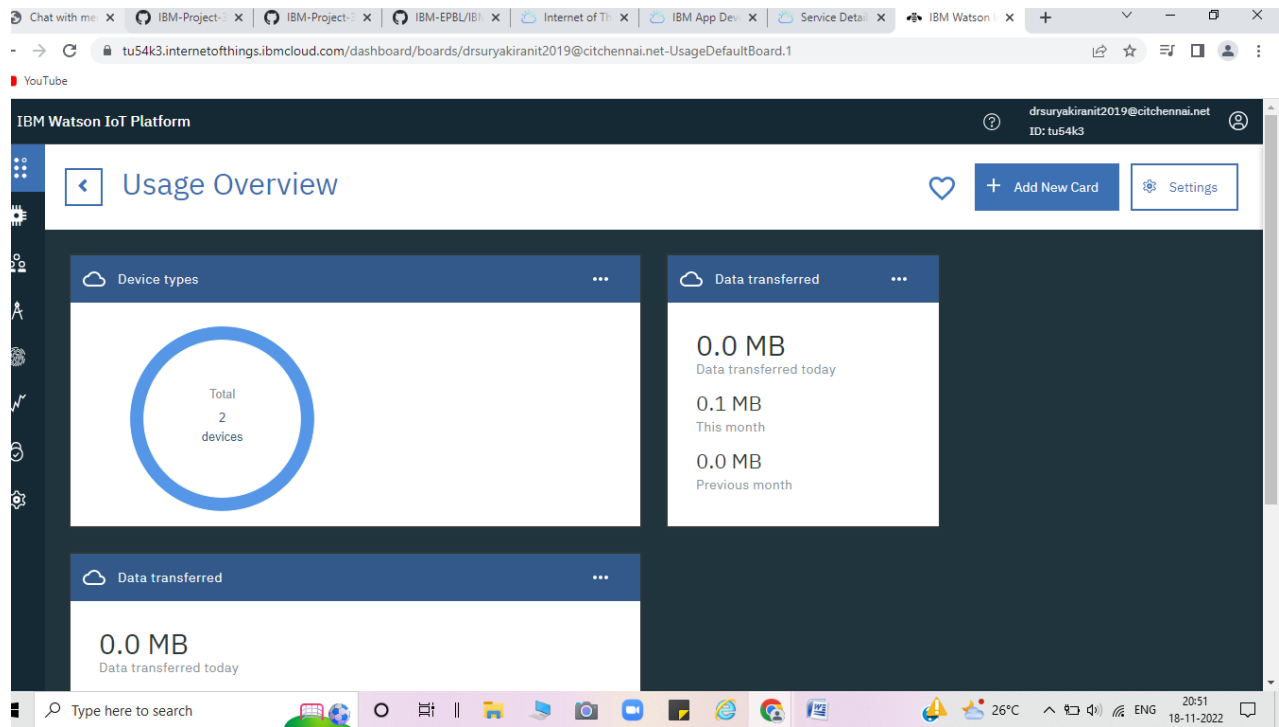 Chat with me
IBM-Project-3
IBM-Project-3
IBM-EPBL/IBM
Internet of Th
IBM App Dev
Service Detail
IBM Watson I
tu54k3.internetofthings.ibmcloud.com/dashboard/boards/drsuryakiranit2019@citchennai.net-UsageDefaultBoard.1
YouTube
IBM Watson IoT Platform
drsuryakiranit2019@citchennai.net
ID: tu54k3
Usage Overview
+ Add New Card
Settings
Device types
Total
2
devices
Data transferred
0.0 MB
Data transferred today
0.1 MB
This month
0.0 MB
Previous month
Data transferred
0.0 MB
Data transferred today
Type here to search
26°C
ENG
20:51
18-11-2022